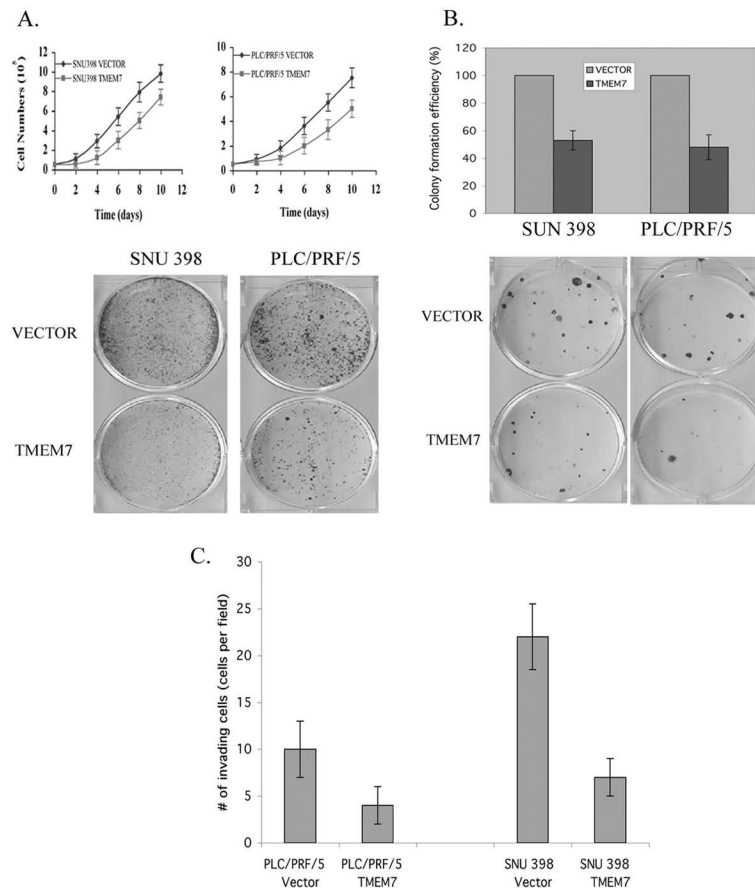 A.
SNU398 VECTOR
SNU398 TMEM7
Cell Numbers (10⁵)
12
10
8
6
4
2
0
0 2 4 6 8 10 12
Time (days)
PLC/PRF/5 VECTOR
PLC/PRF/5 TMEM7
10
8
6
4
2
0
0 2 4 6 8 10 12
Time (days)
SNU 398 PLC/PRF/5
VECTOR
TMEM7
B.
Colony formation efficiency (%)
120
100
80
60
40
20
0
VECTOR
TMEM7
SUN 398 PLC/PRF/5
VECTOR
TMEM7
C.
# of invading cells (cells per field)
30
25
20
15
10
5
0
PLC/PRF/5 PLC/PRF/5 SNU 398 SNU 398
Vector TMEM7 Vector TMEM7